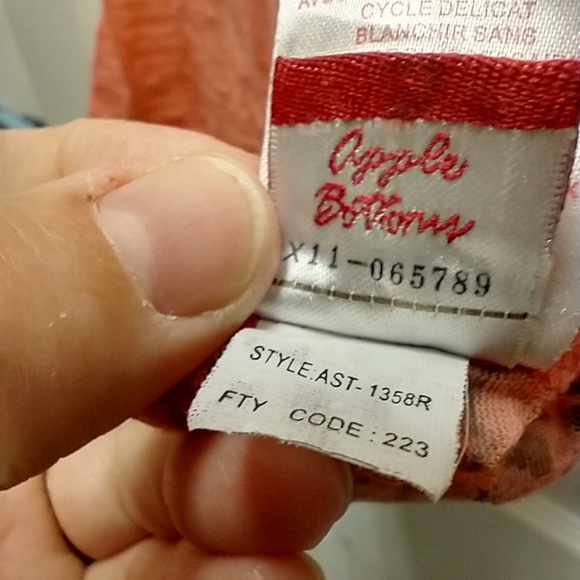 CYCLE DELICAT
BLANCHIR SANS
Apple
Bottoms
X11-065789
STYLE:AST-1358R
FTY CODE:223